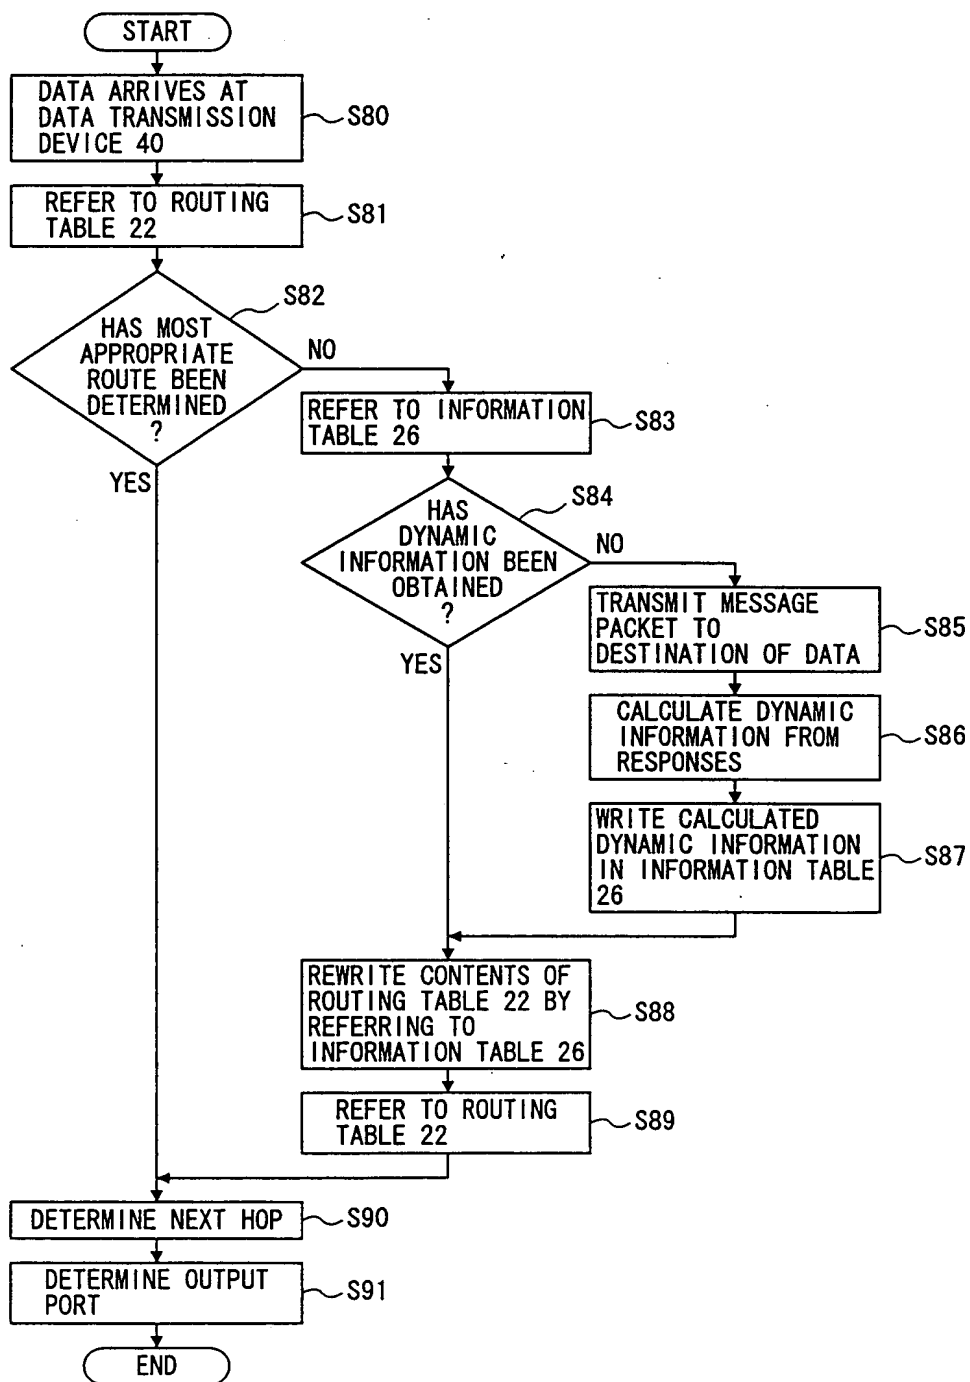 START
DATA ARRIVES AT
DATA TRANSMISSION
DEVICE 40
S80
REFER TO ROUTING
TABLE 22
S81
S82
HAS MOST
APPROPRIATE
ROUTE BEEN
DETERMINED
?
NO
YES
REFER TO INFORMATION
TABLE 26
S83
S84
HAS
DYNAMIC
INFORMATION BEEN
OBTAINED
?
NO
YES
TRANSMIT MESSAGE
PACKET TO
DESTINATION OF DATA
S85
CALCULATE DYNAMIC
INFORMATION FROM
RESPONSES
S86
WRITE CALCULATED
DYNAMIC INFORMATION
IN INFORMATION TABLE
26
S87
REWRITE CONTENTS OF
ROUTING TABLE 22 BY
REFERRING TO
INFORMATION TABLE 26
S88
REFER TO ROUTING
TABLE 22
S89
DETERMINE NEXT HOP
S90
DETERMINE OUTPUT
PORT
S91
END